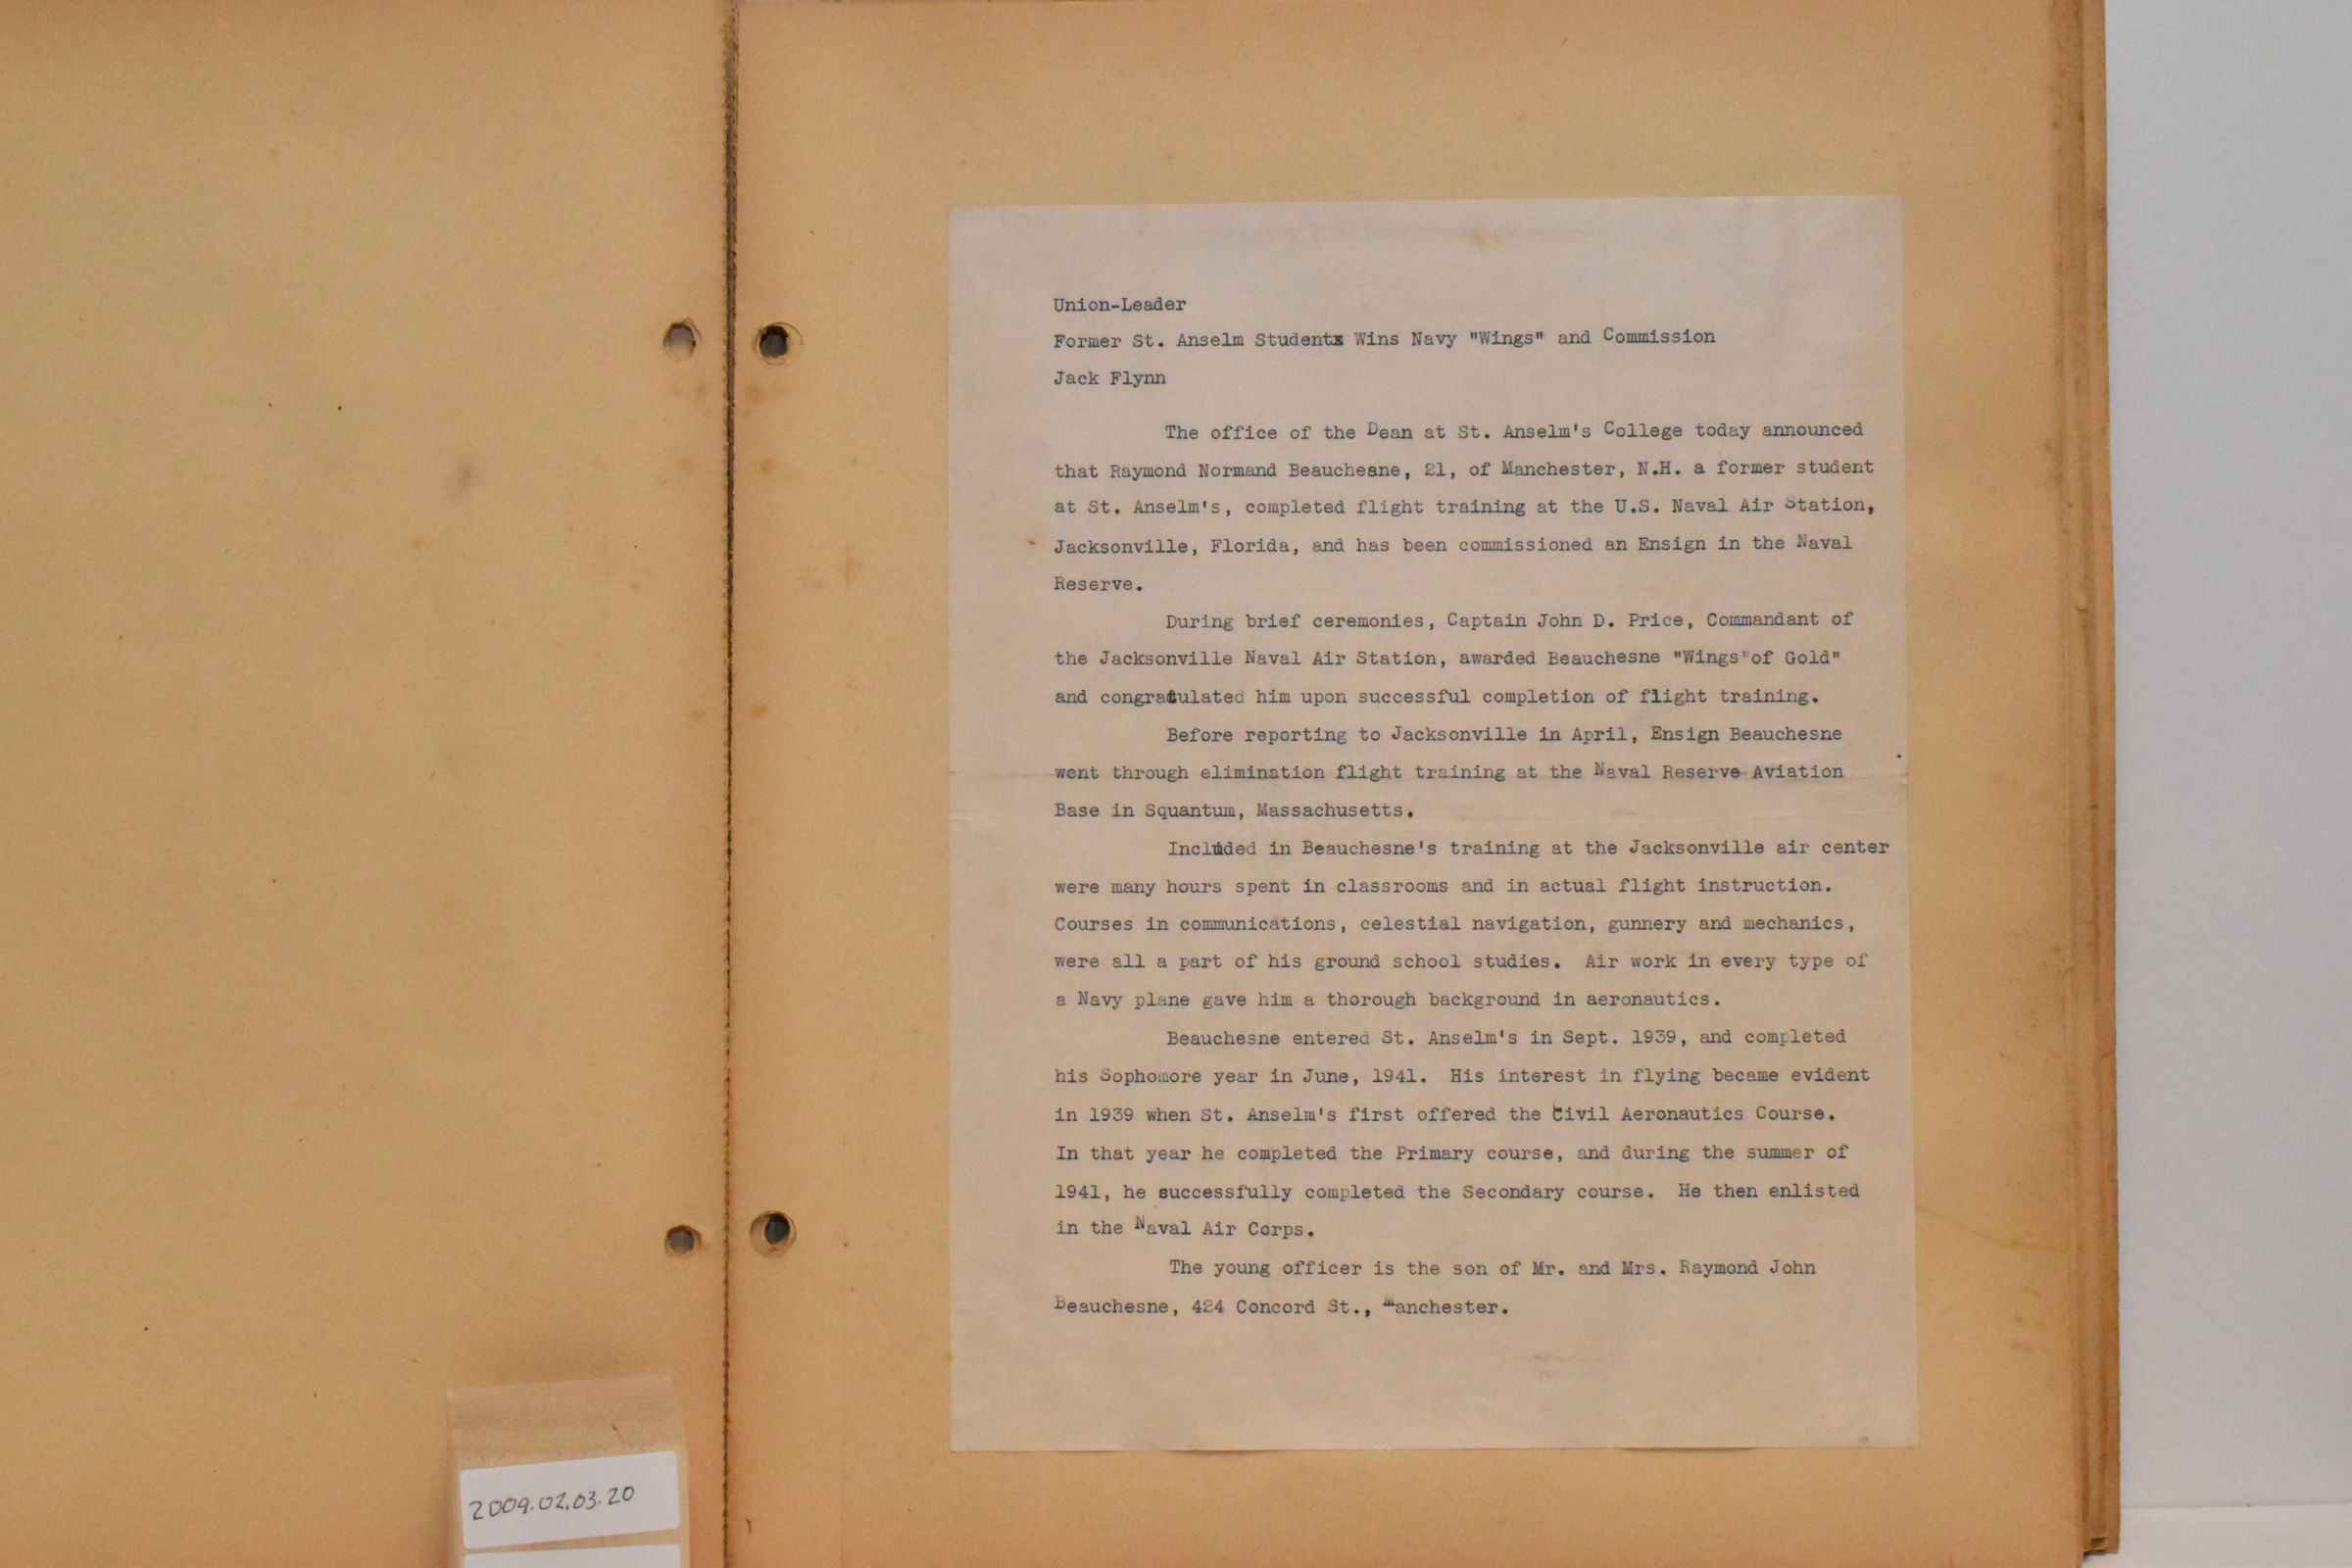 Union-Leader
Former St. Anselm Studentx Wins Navy "Wings" and Commission
Jack Flynn
The office of the Dean at St. Anselm's College today announced
that Raymond Normand Beauchesne, 21, of Manchester, N.H. a former student
at St. Anselm's, completed flight training at the U.S. Naval Air Station,
Jacksonville, Florida, and has been commissioned an Ensign in the Naval
Reserve.
During brief ceremonies, Captain John D. Price, Commandant of
the Jacksonville Naval Air Station, awarded Beauchesne "Wings"of Gold"
and congratulated him upon successful completion of flight training.
Before reporting to Jacksonville in April, Ensign Beauchesne
went through elimination flight training at the Naval Reserve Aviation
Base in Squantum, Massachusetts.
Included in Beauchesne's training at the Jacksonville air center
were many hours spent in classrooms and in actual flight instruction.
Courses in communications, celestial navigation, gunnery and mechanics,
were all a part of his ground school studies. Air work in every type of
a Navy plane gave him a thorough background in aeronautics.
Beauchesne entered St. Anselm's in Sept. 1939, and completed
his Sophomore year in June, 1941. His interest in flying became evident
in 1939 when St. Anselm's first offered the Civil Aeronautics Course.
In that year he completed the Primary course, and during the summer of
1941, he successfully completed the Secondary course. He then enlisted
in the Naval Air Corps.
The young officer is the son of Mr. and Mrs. Raymond John
Beauchesne, 424 Concord St., Manchester.
2009.02.03.20